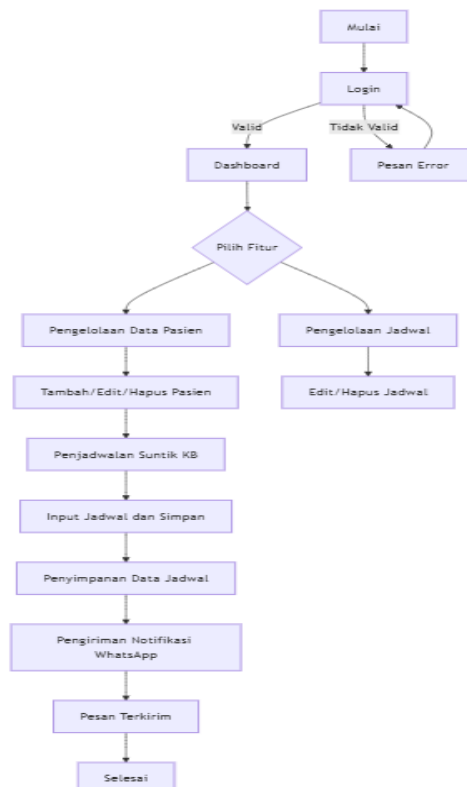 Mulai
Login
Valid
Tidak Valid
Dashboard
Pesan Error
Pilih Fitur
Pengelolaan Data Pasien
Pengelolaan Jadwal
Tambah/Edit/Hapus Pasien
Edit/Hapus Jadwal
Penjadwalan Suntik KB
Input Jadwal dan Simpan
Penyimpanan Data Jadwal
Pengiriman Notifikasi
WhatsApp
Pesan Terkirim
Selesai